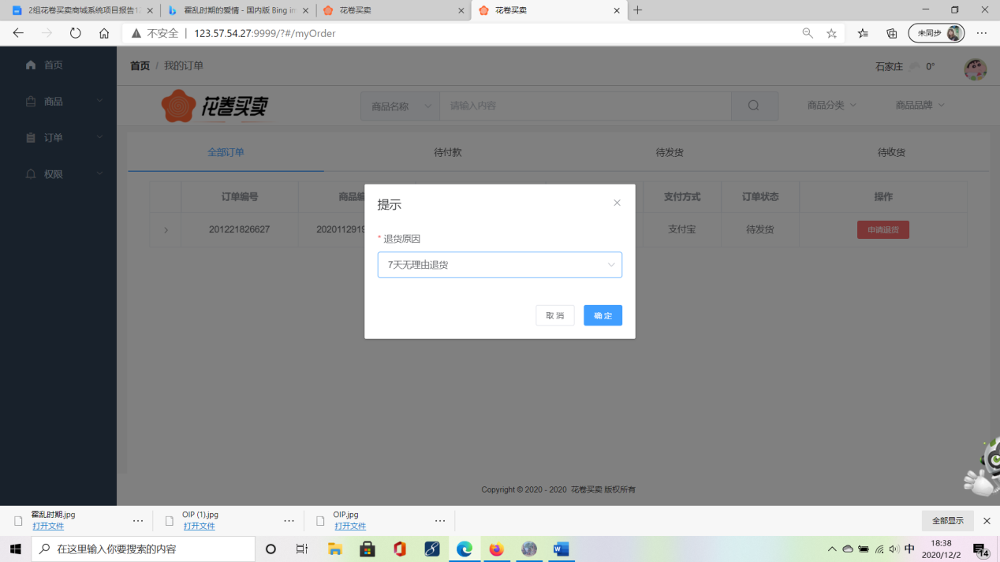 2组花卷买卖商城系统项目报告1
霍乱时期的爱情 - 国内版 Bing in
花卷买卖
花卷买卖
不安全
123.57.54.27:9999/?#/myOrder
未同步
首页
商品
订单
权限
首页 / 我的订单
石家庄
0°
花卷买卖
商品名称
请输入内容
商品分类
商品品牌
全部订单
待付款
待发货
待收货
订单编号
商品编
支付方式
订单状态
操作
201221826627
2020112919
支付宝
待发货
申请退货
提示
* 退货原因
7天无理由退货
取 消
确 定
Copyright © 2020 - 2020 花卷买卖 版权所有
霍乱时期.jpg
打开文件
OIP (1).jpg
打开文件
OIP.jpg
打开文件
全部显示
在这里输入你要搜索的内容
中
18:38
2020/12/2
14